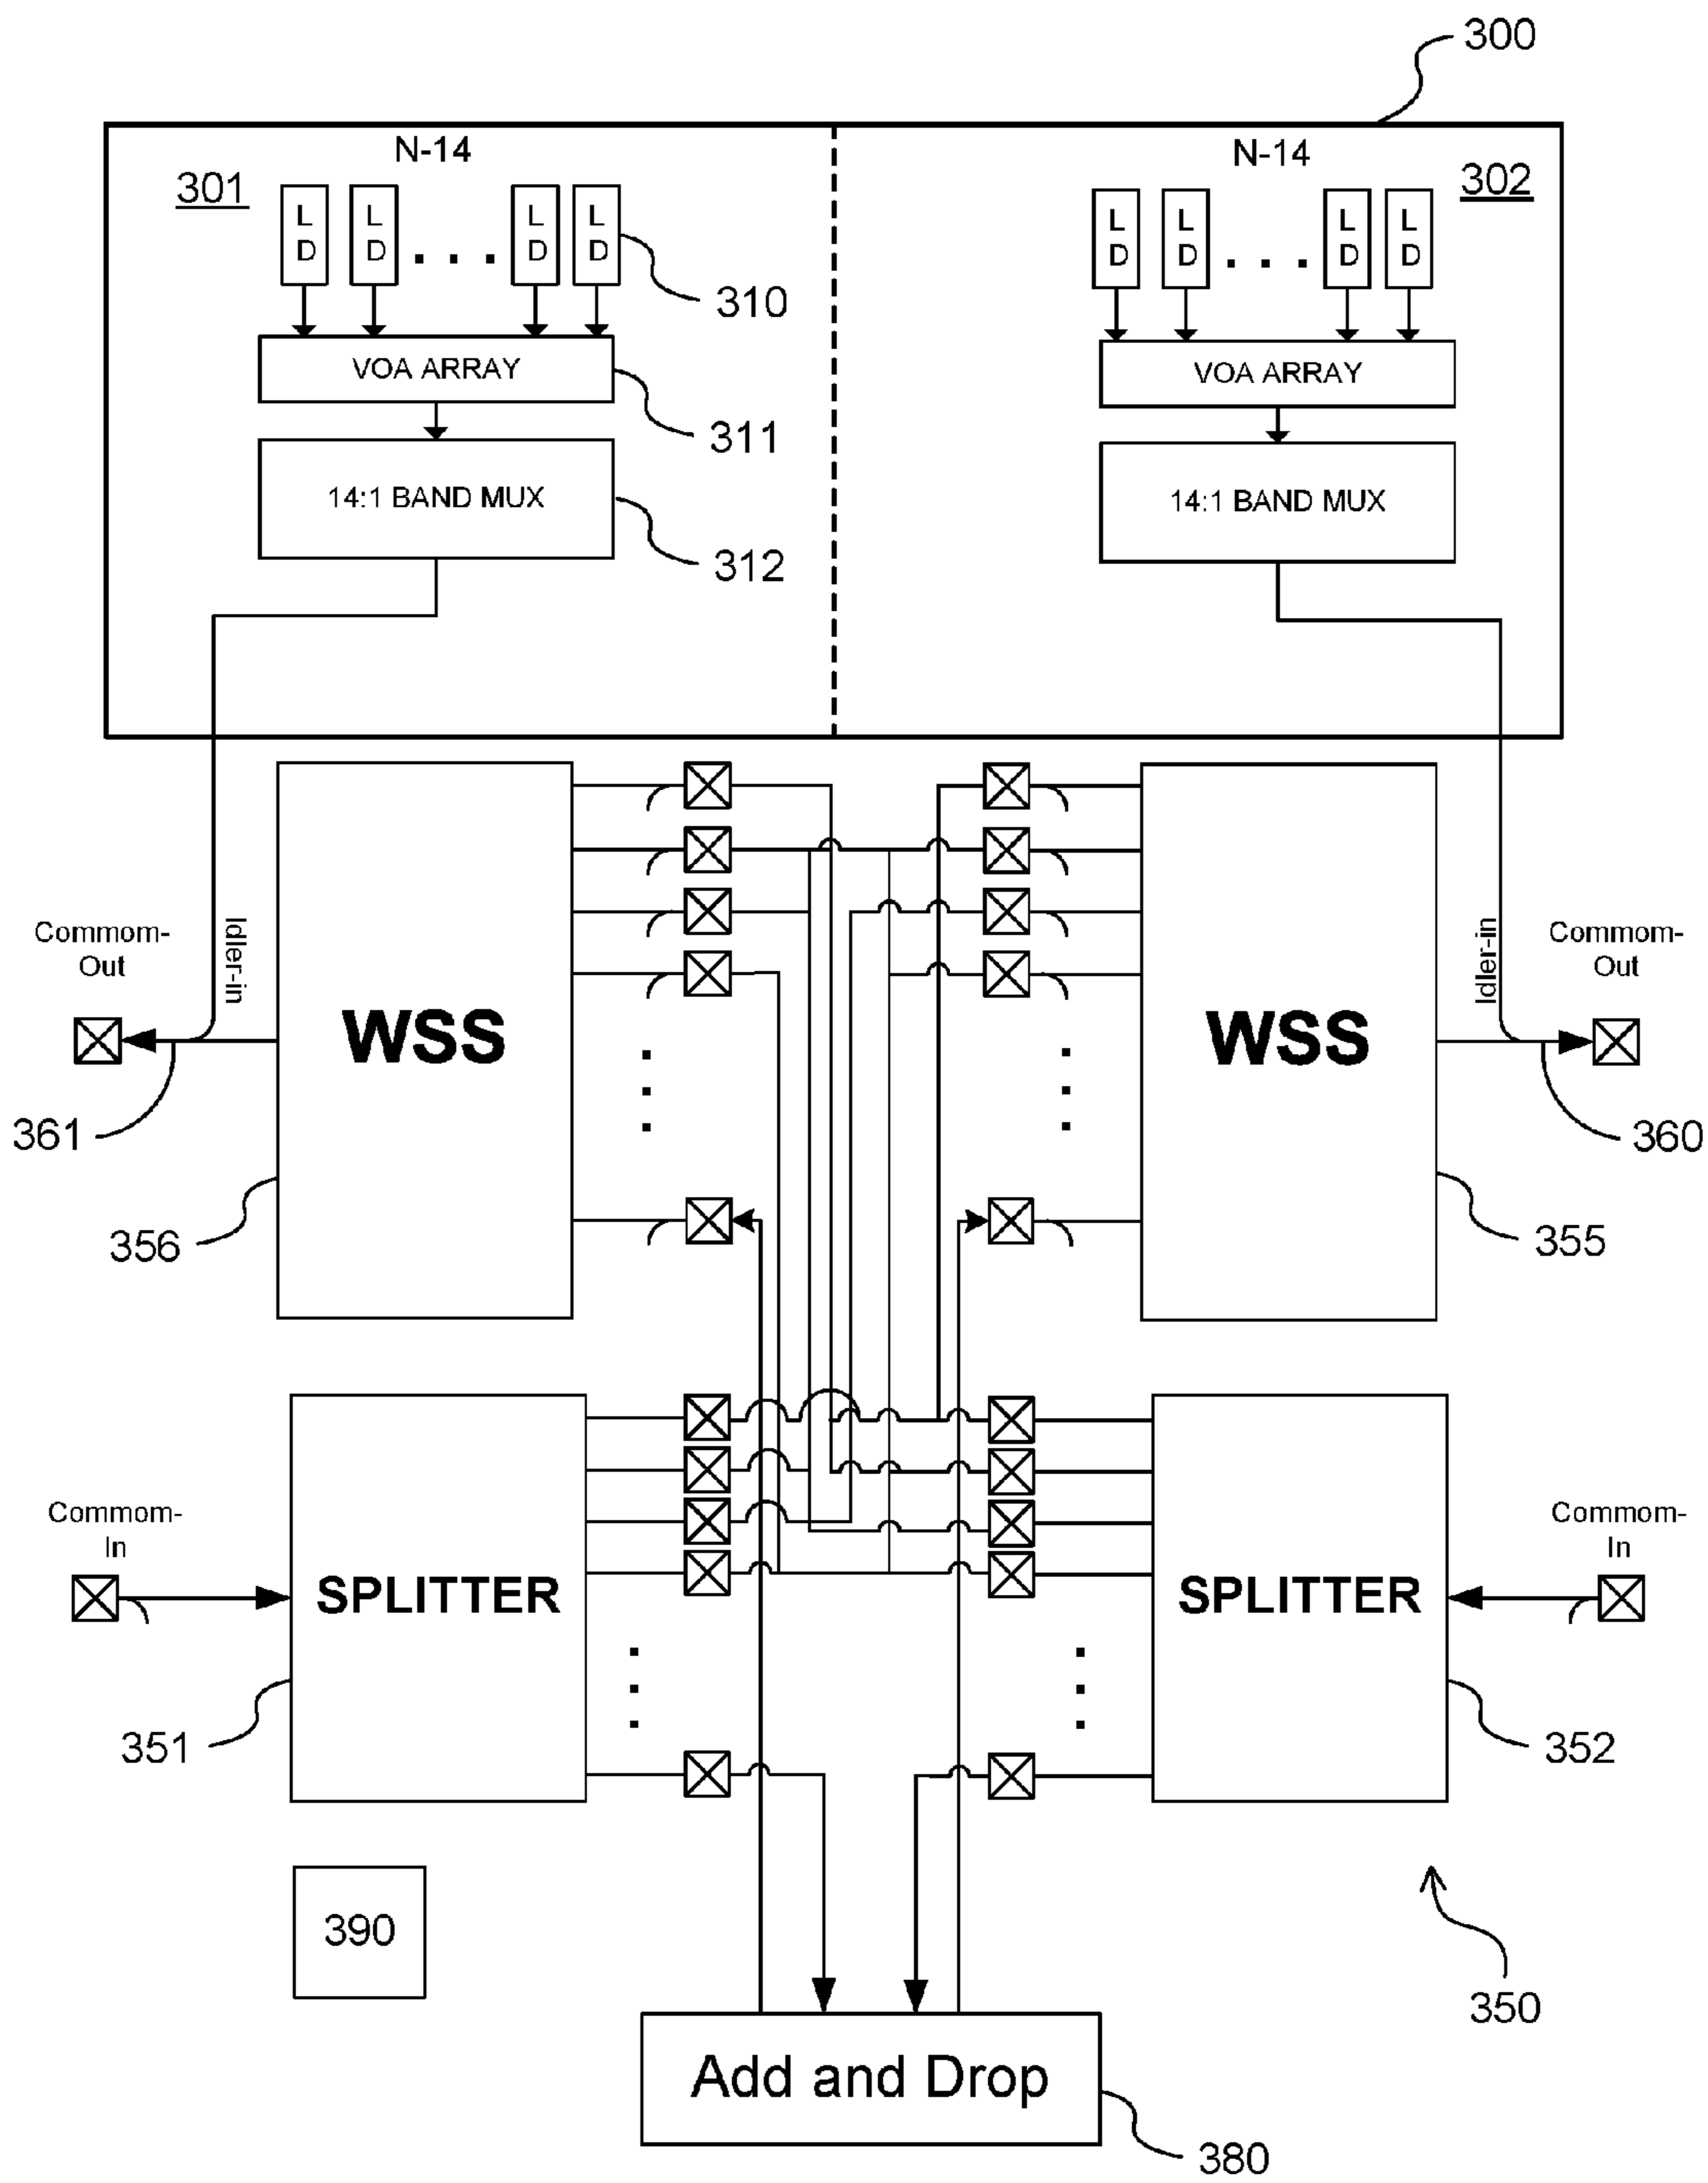 300
N-14
N-14
301
302
L D
L D
L D
L D
L D
L D
L D
L D
310
VOA ARRAY
VOA ARRAY
311
14:1 BAND MUX
14:1 BAND MUX
312
Commom-
Out
Idler-in
Idler-in
Commom-
Out
WSS
WSS
361
360
356
355
Commom-
In
Commom-
In
SPLITTER
SPLITTER
351
352
390
350
Add and Drop
380